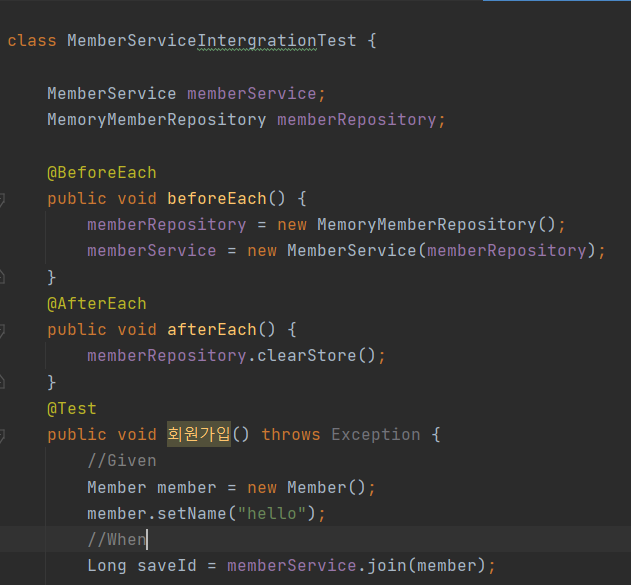 class MemberServiceIntergrationTest {
MemberService memberService;
MemoryMemberRepository memberRepository;
@BeforeEach
public void beforeEach() {
memberRepository = new MemoryMemberRepository();
memberService = new MemberService(memberRepository);
}
@AfterEach
public void afterEach() {
memberRepository.clearStore();
}
@Test
public void 회원가입() throws Exception {
//Given
Member member = new Member();
member.setName("hello");
//When
Long saveId = memberService.join(member);